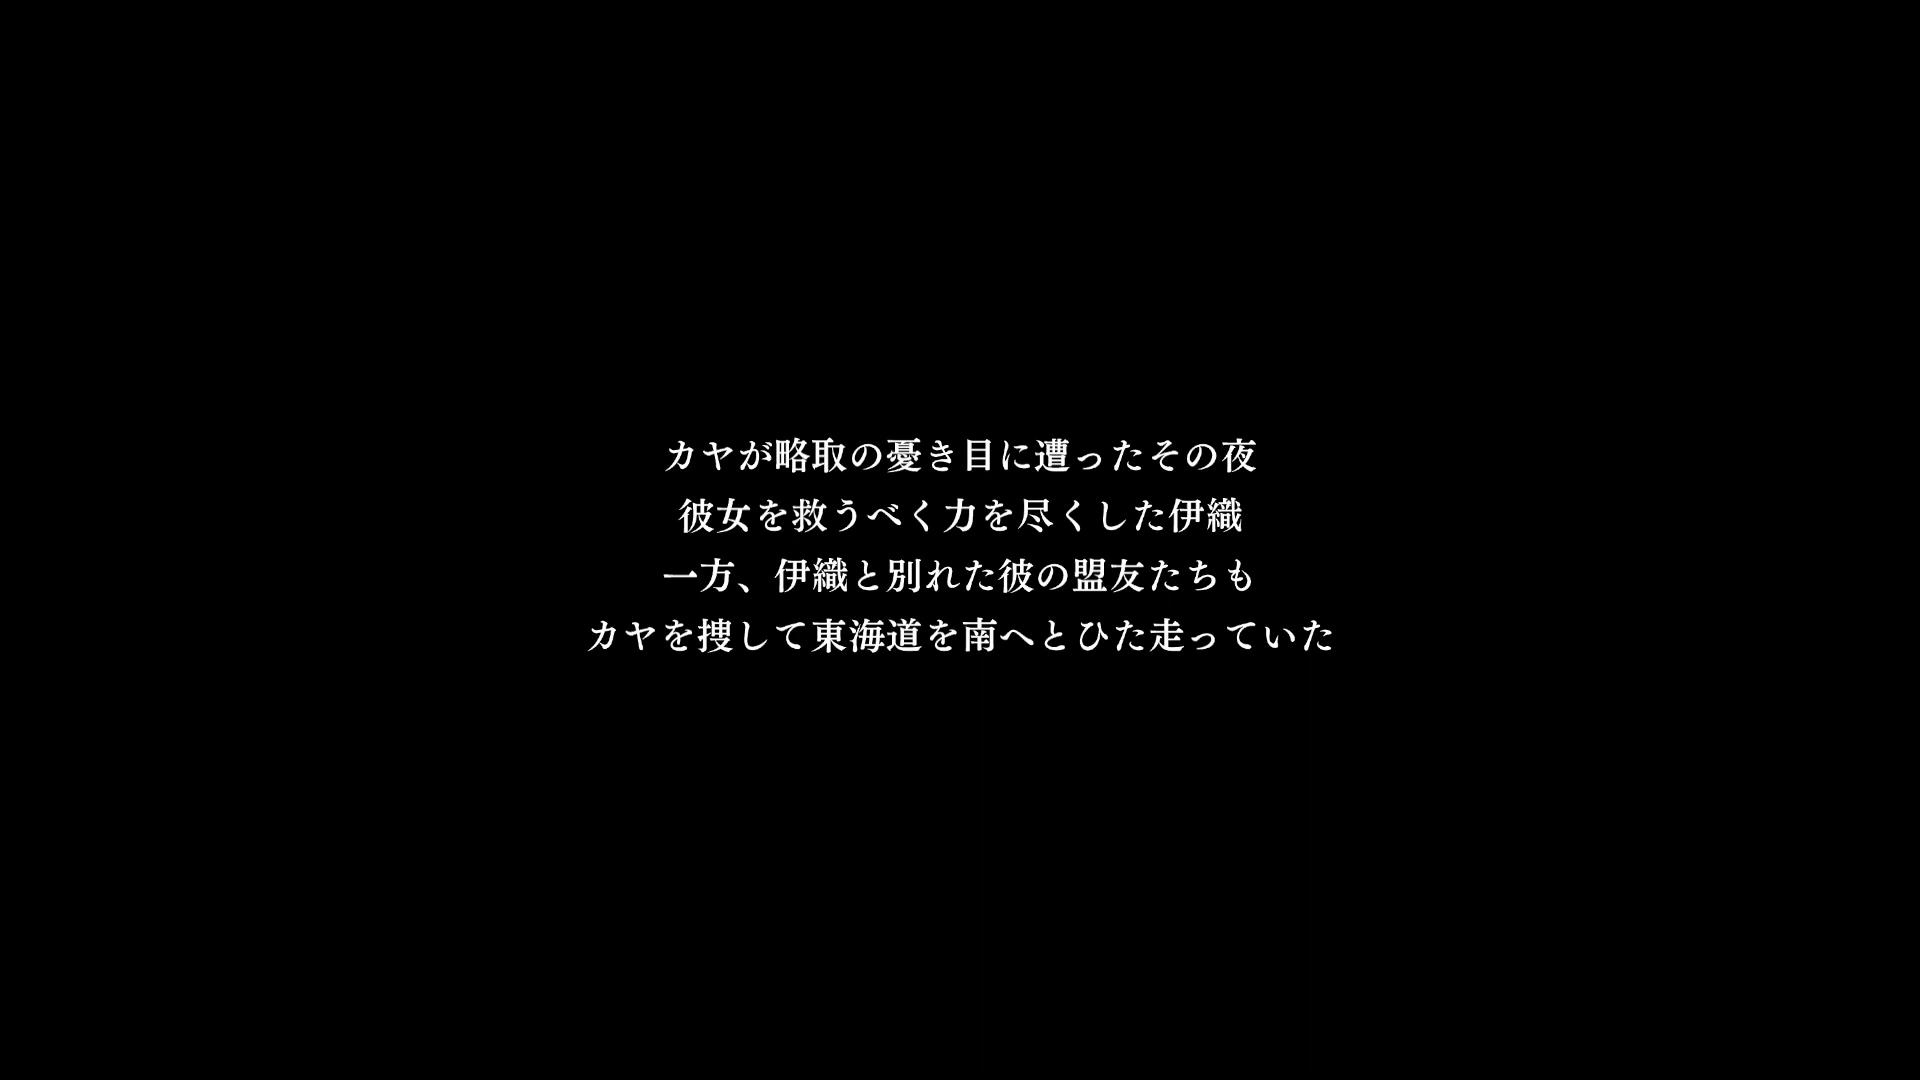 カヤが略取の憂き目に遭ったその夜
彼女を救うべく力を尽くした伊織
一方、伊織と別れた彼の盟友たちも
カヤを捜して東海道を南へとひた走っていた